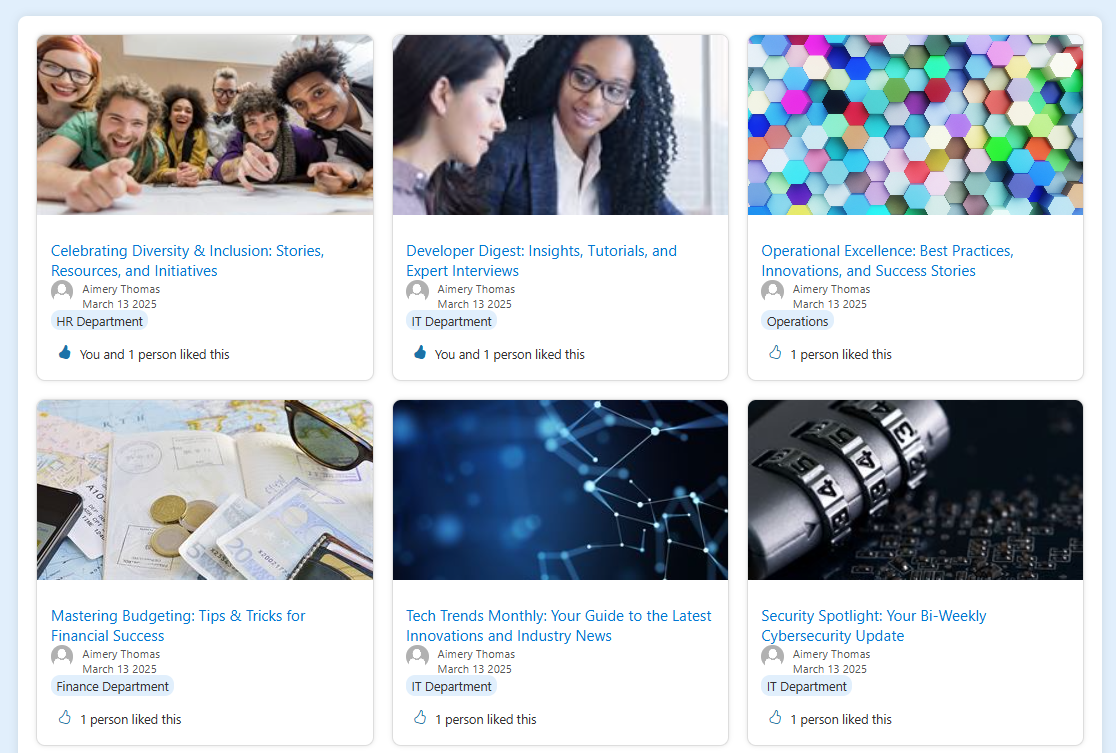 Celebrating Diversity & Inclusion: Stories,
Resources, and Initiatives
Aimery Thomas
March 13 2025
HR Department
You and 1 person liked this
Developer Digest: Insights, Tutorials, and
Expert Interviews
Aimery Thomas
March 13 2025
IT Department
You and 1 person liked this
Operational Excellence: Best Practices,
Innovations, and Success Stories
Aimery Thomas
March 13 2025
Operations
1 person liked this
Mastering Budgeting: Tips & Tricks for
Financial Success
Aimery Thomas
March 13 2025
Finance Department
1 person liked this
Tech Trends Monthly: Your Guide to the Latest
Innovations and Industry News
Aimery Thomas
March 13 2025
IT Department
1 person liked this
Security Spotlight: Your Bi-Weekly
Cybersecurity Update
Aimery Thomas
March 13 2025
IT Department
1 person liked this